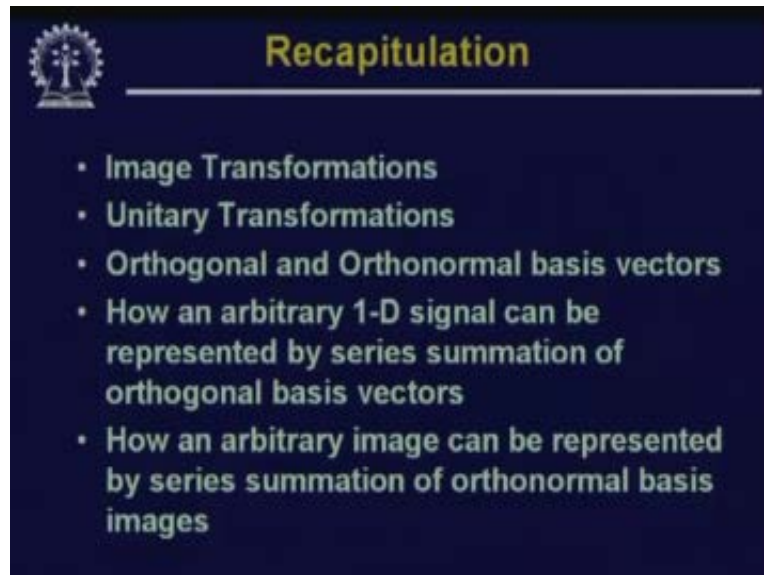 Recapitulation
• Image Transformations
• Unitary Transformations
• Orthogonal and Orthonormal basis vectors
• How an arbitrary 1-D signal can be
represented by series summation of
orthogonal basis vectors
• How an arbitrary image can be represented
by series summation of orthonormal basis
images